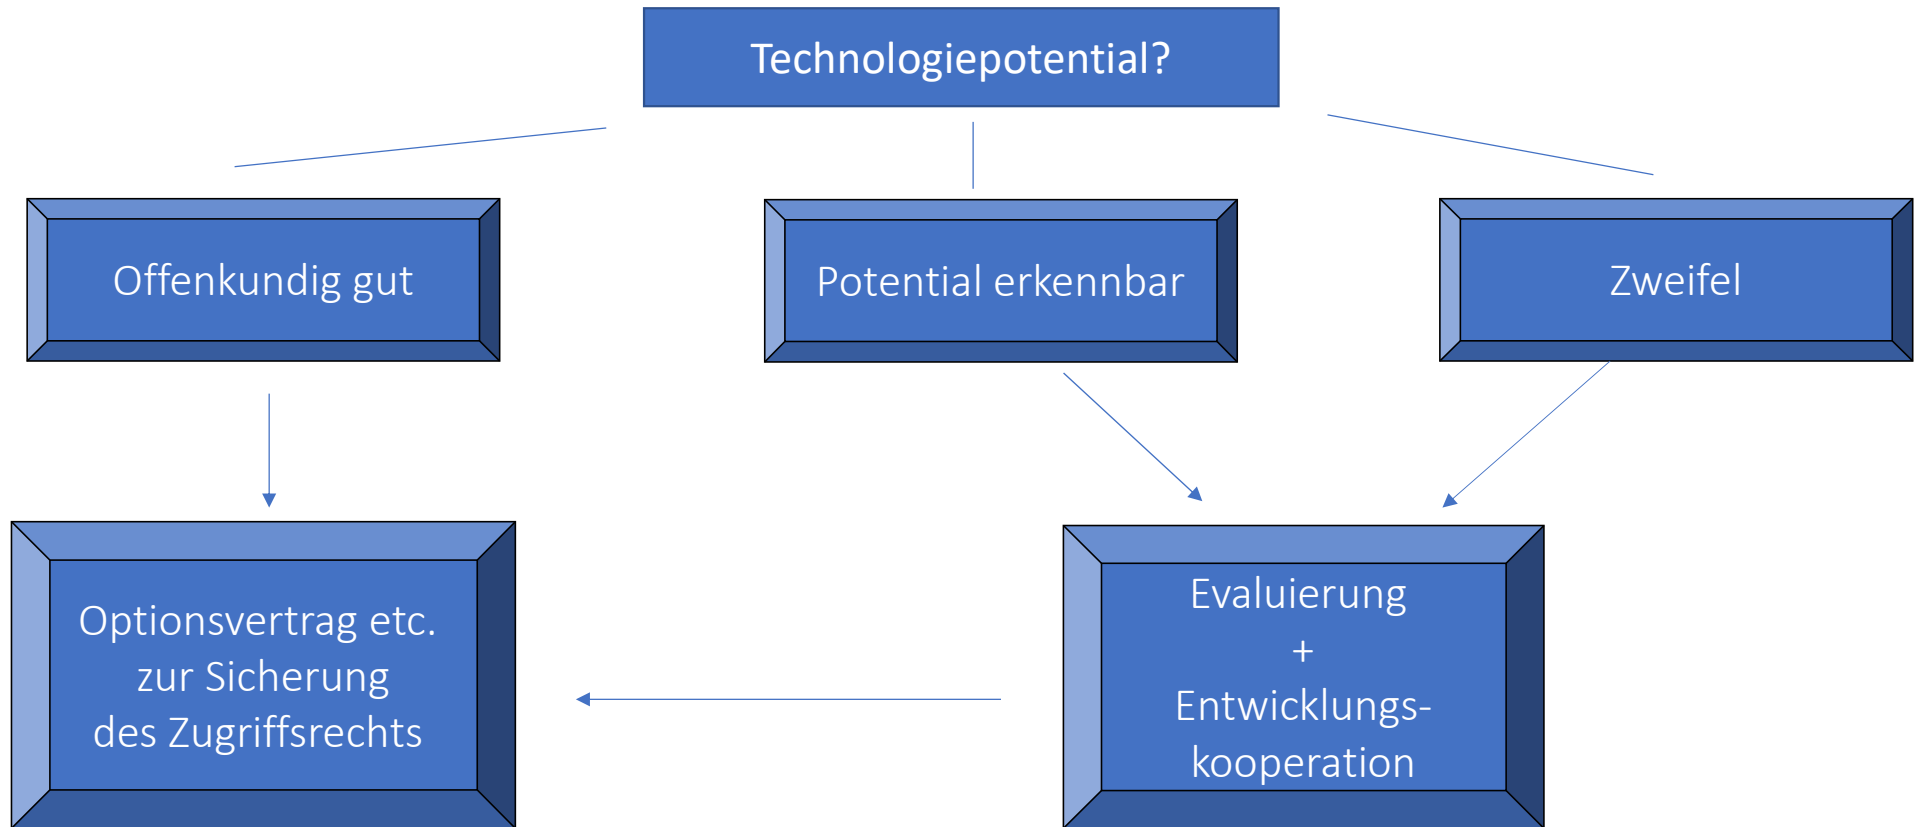 Technologiepotential?
Offenkundig gut
Potential erkennbar
Zweifel
Optionsvertrag etc.
zur Sicherung
des Zugriffsrechts
Evaluierung
+
Entwicklungs-
kooperation